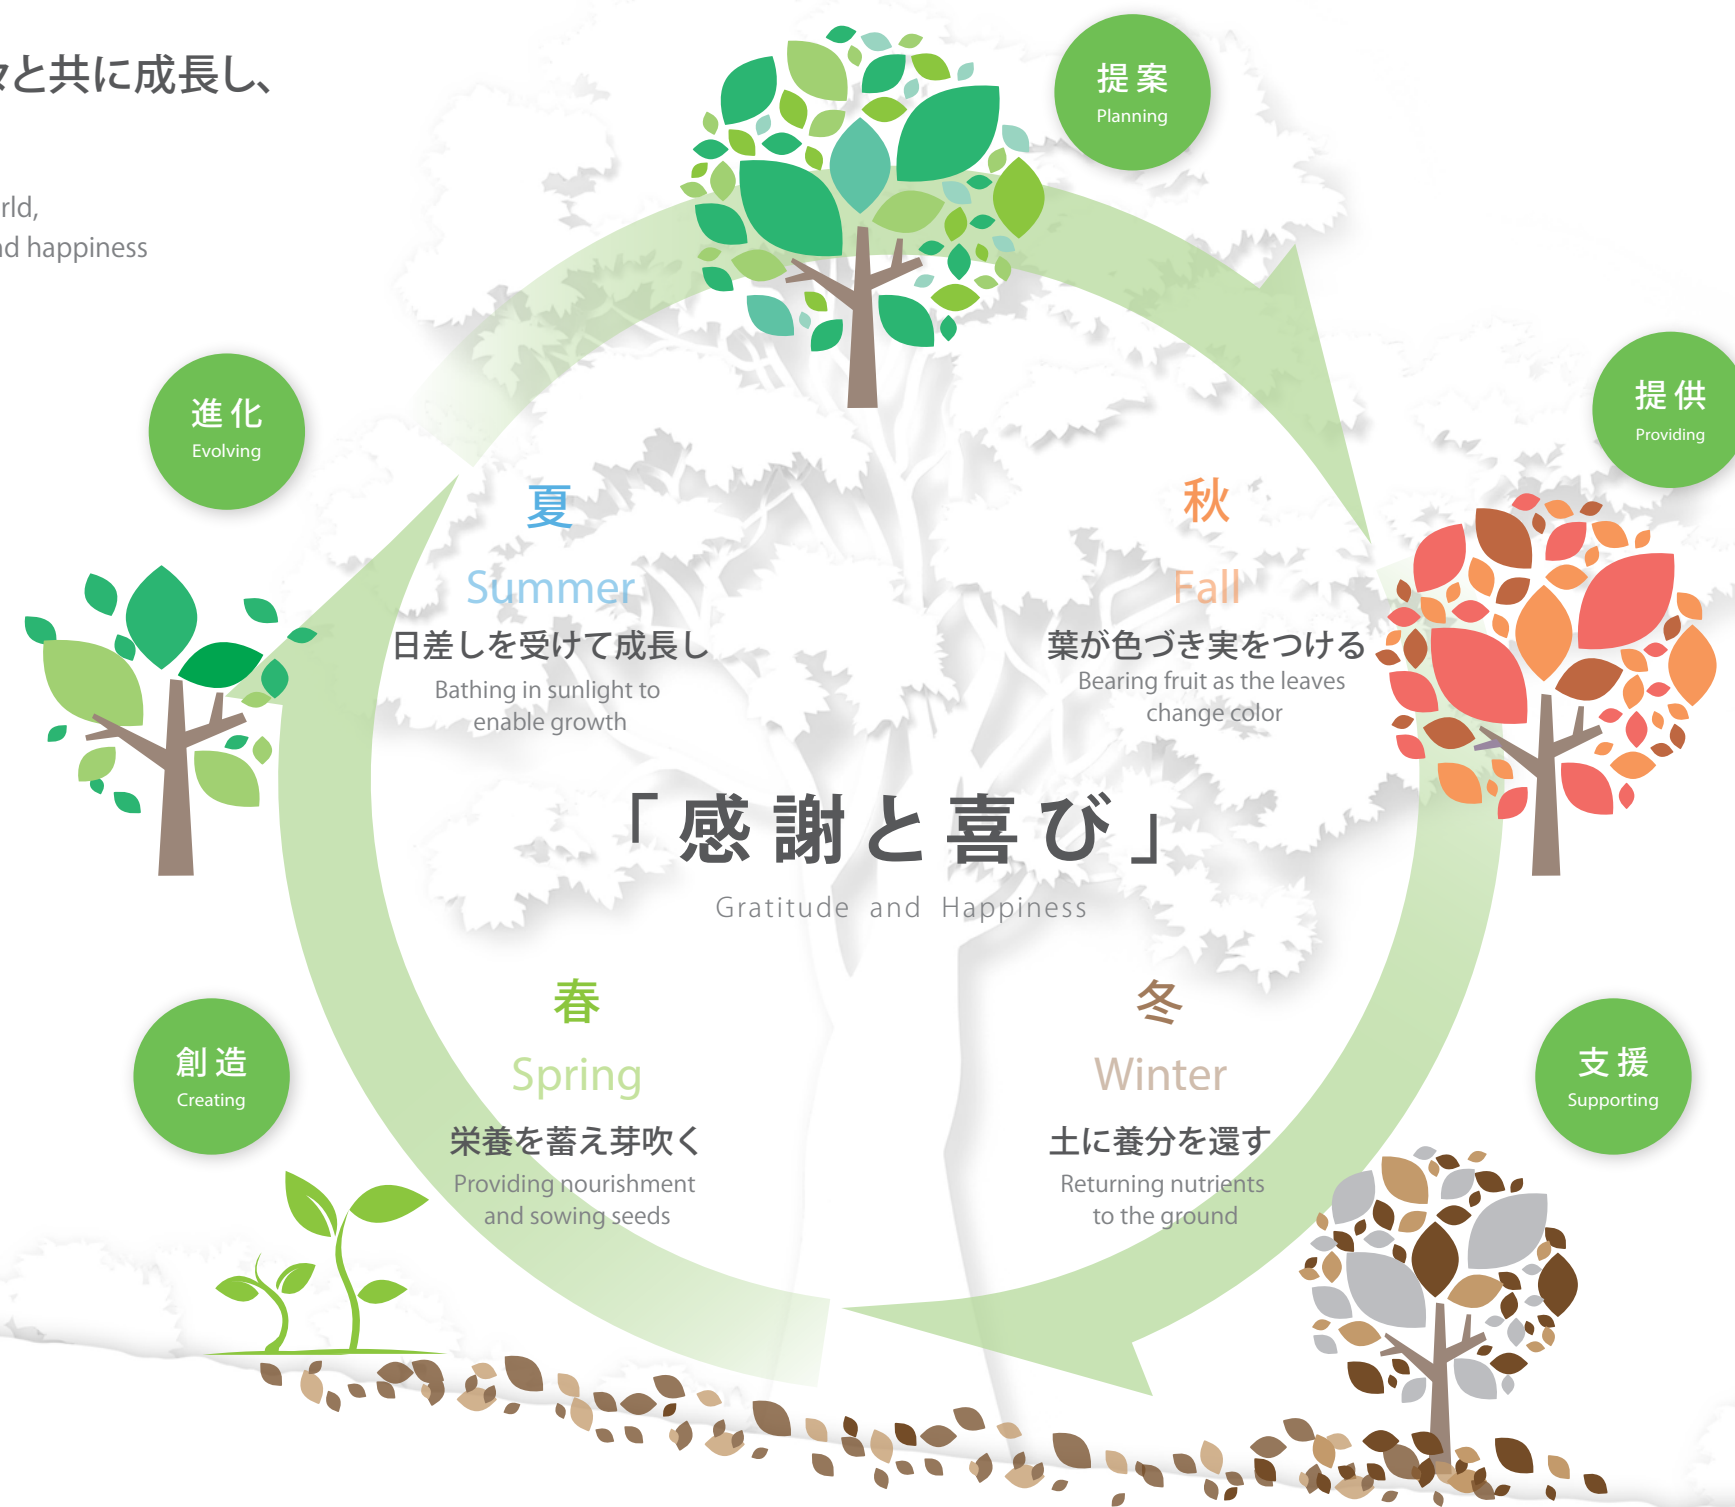 と共に成長し、
rld,
nd happiness
提案
Planning
提供
Providing
進化
Evolving
夏
Summer
日差しを受けて成長し
Bathing in sunlight to
enable growth
秋
Fall
葉が色づき実をつける
Bearing fruit as the leaves
change color
「感謝と喜び」
Gratitude and Happiness
創造
Creating
春
Spring
栄養を蓄え芽吹く
Providing nourishment
and sowing seeds
冬
Winter
土に養分を還す
Returning nutrients
to the ground
支援
Supporting